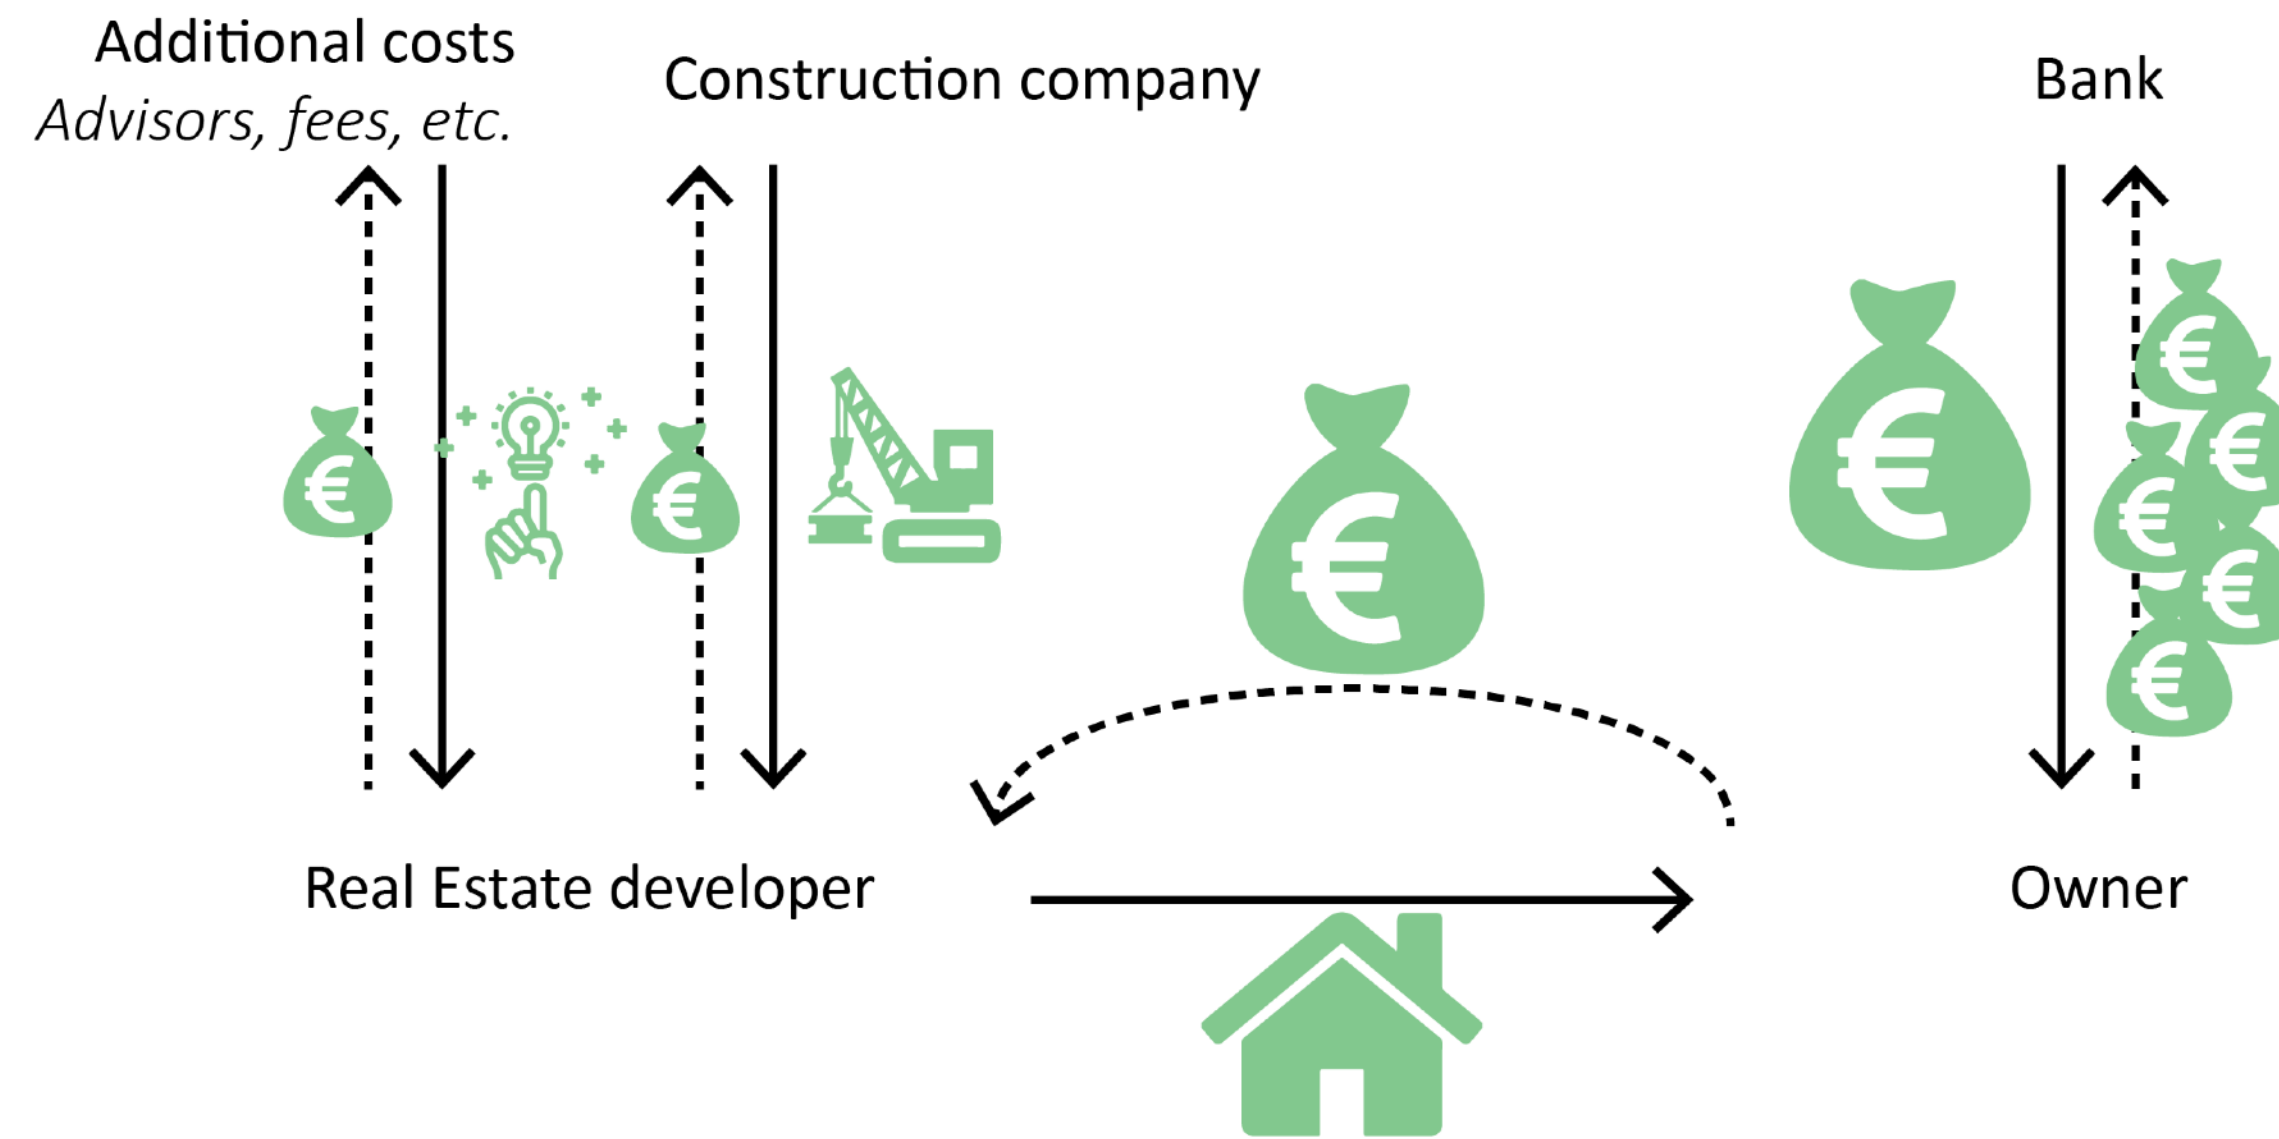 Additional costs
Advisors, fees, etc.
Construction company
Bank
€
€
€
€
€
€
€
€
€
Real Estate developer
Owner